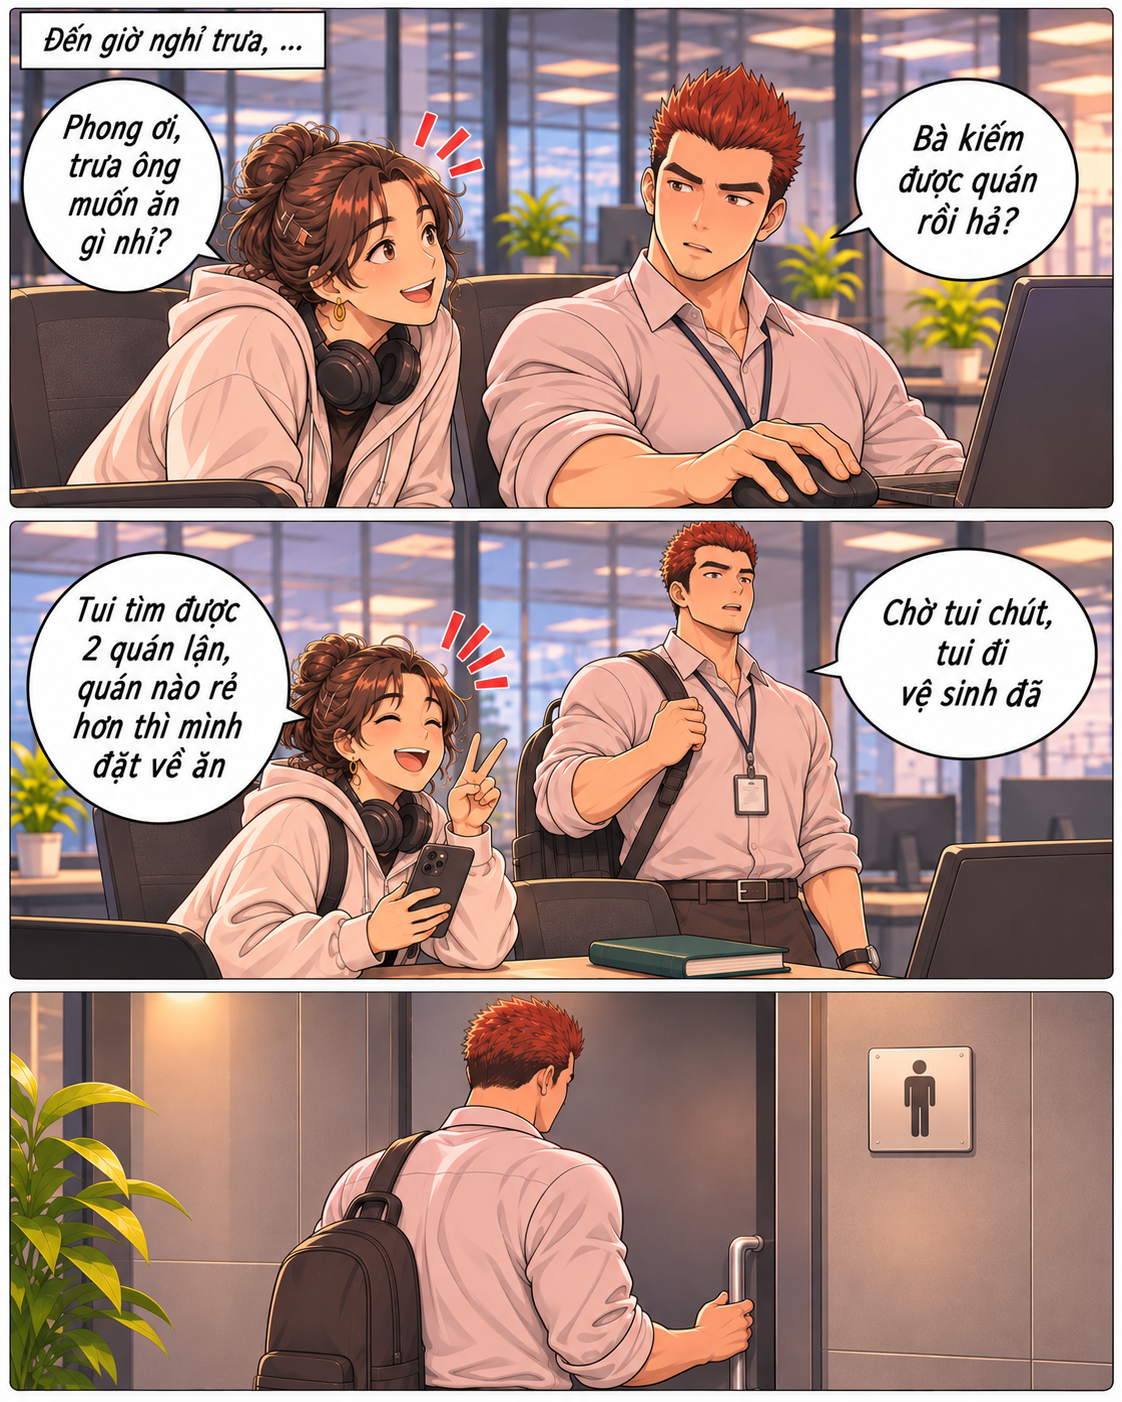 Đến giờ nghỉ trưa, ...
Phong ơi,
trưa ông
muốn ăn
gì nhỉ?
Bà kiếm
được quán
rồi hả?
Tui tìm được
2 quán lận,
quán nào rẻ
hơn thì mình
đặt về ăn
Chờ tui chút,
tui đi
vệ sinh đã